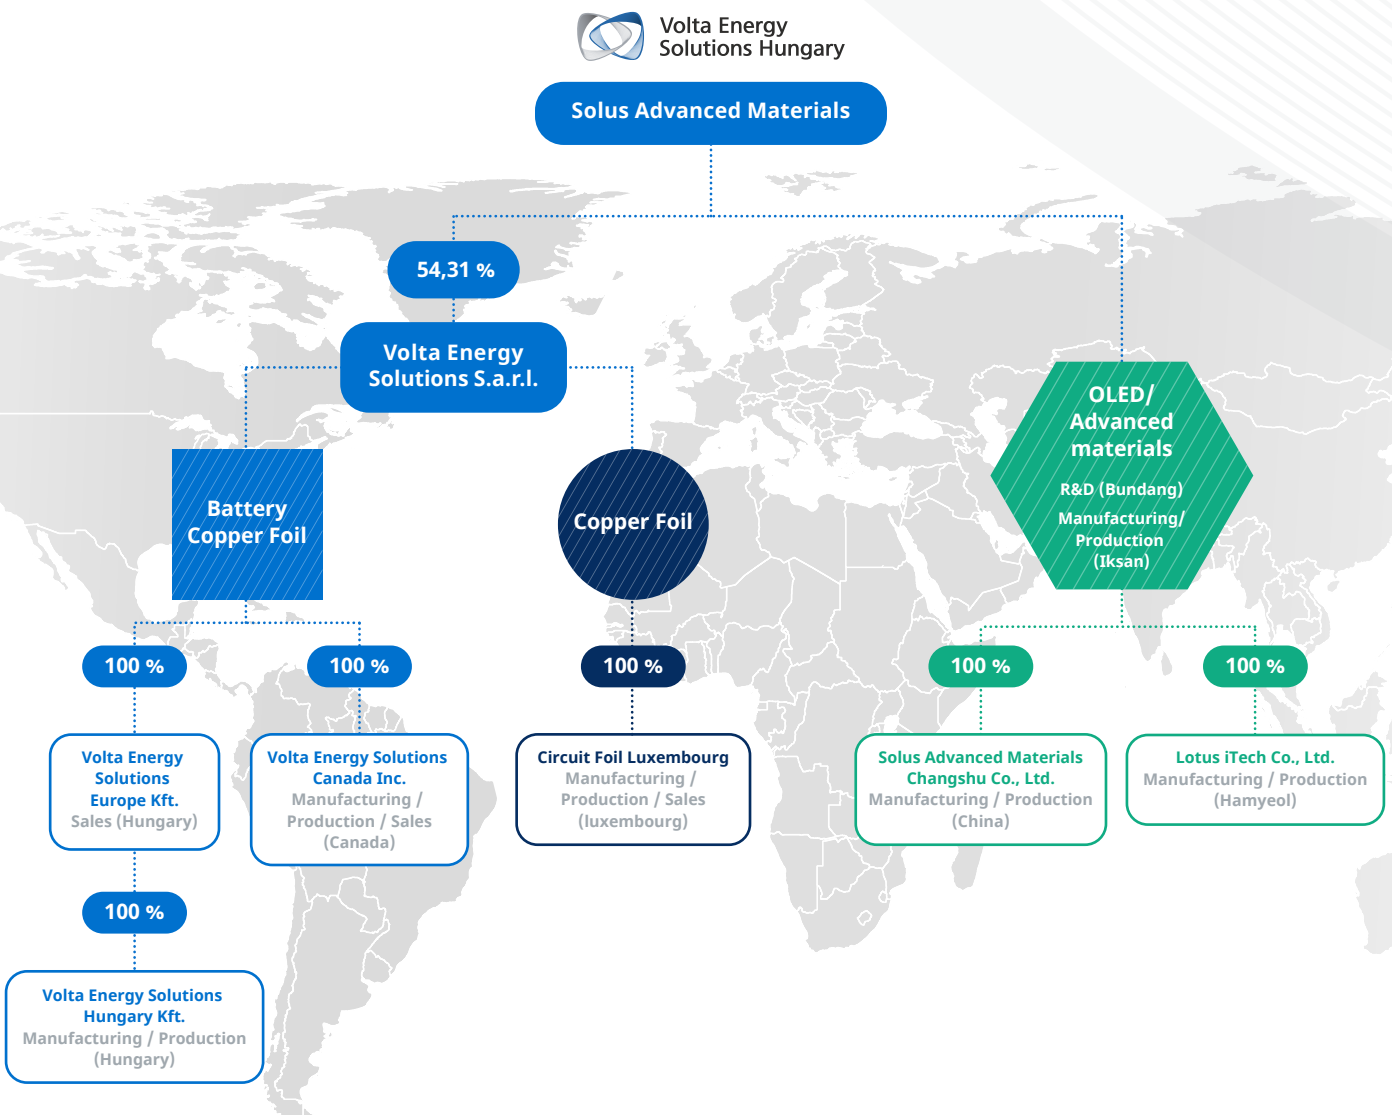 Volta Energy
Solutions Hungary
Solus Advanced Materials
54,31 %
Volta Energy
Solutions S.a.r.l.
Battery
Copper Foil
Copper Foil
OLED/
Advanced
materials
R&D (Bundang)
Manufacturing/
Production
(Iksan)
100 %
100 %
100 %
100 %
100 %
Volta Energy
Solutions
Europe Kft.
Sales (Hungary)
Volta Energy Solutions
Canada Inc.
Manufacturing /
Production / Sales
(Canada)
Circuit Foil Luxembourg
Manufacturing /
Production / Sales
(luxembourg)
Solus Advanced Materials
Changshu Co., Ltd.
Manufacturing / Production
(China)
Lotus iTech Co., Ltd.
Manufacturing / Production
(Hamyeol)
100 %
Volta Energy Solutions
Hungary Kft.
Manufacturing / Production
(Hungary)